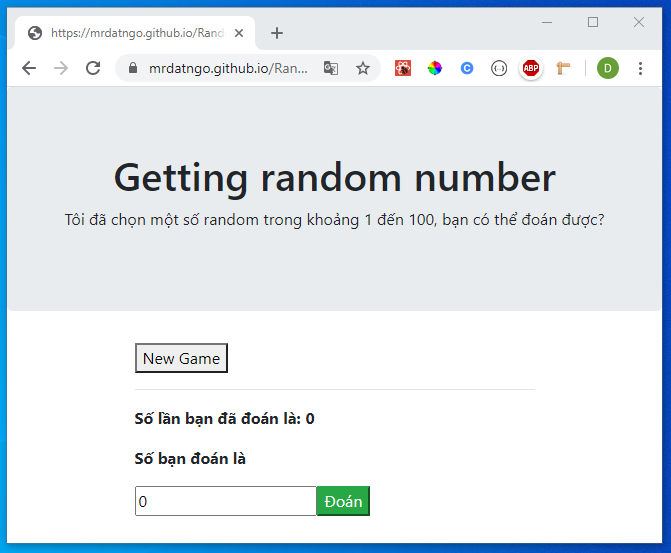 https://mrdatngo.github.io/Rand
mrdatngo.github.io/Ran...
ABP
D
Getting random number
Tôi đã chọn một số random trong khoảng 1 đến 100, bạn có thể đoán được?
New Game
Số lần bạn đã đoán là: 0
Số bạn đoán là
0
Đoán